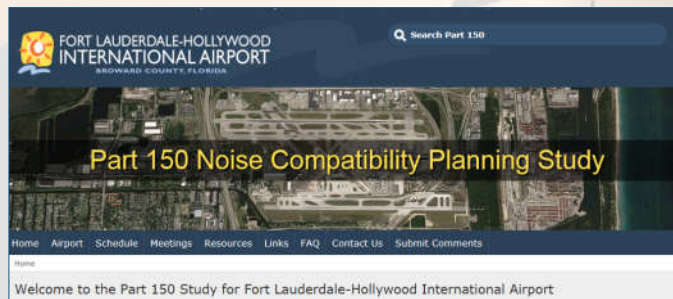 FORT LAUDERDALE-HOLLYWOOD
INTERNATIONAL AIRPORT
BROWARD COUNTY, FLORIDA
Search Part 150
Part 150 Noise Compatibility Planning Study
Home Airport Schedule Meetings Resources Links FAQ Contact Us Submit Comments
Home
Welcome to the Part 150 Study for Fort Lauderdale-Hollywood International Airport